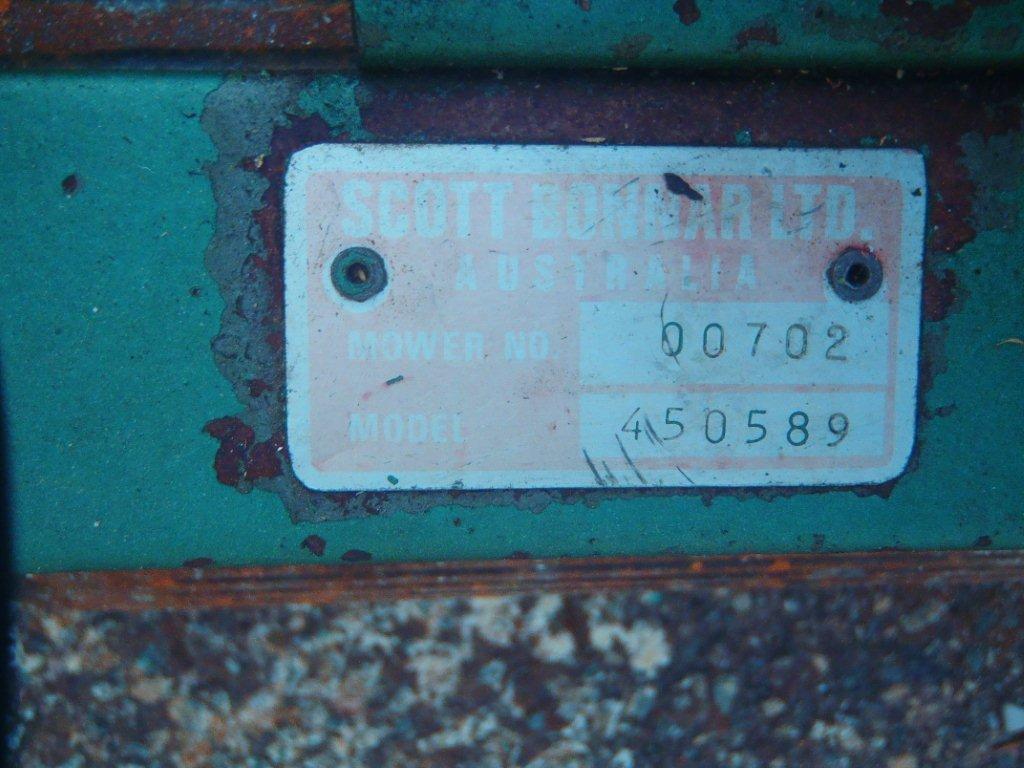 SCOTT BONNAR LTD.
AUSTRALIA
MOWER NO. 00702
MODEL 450589